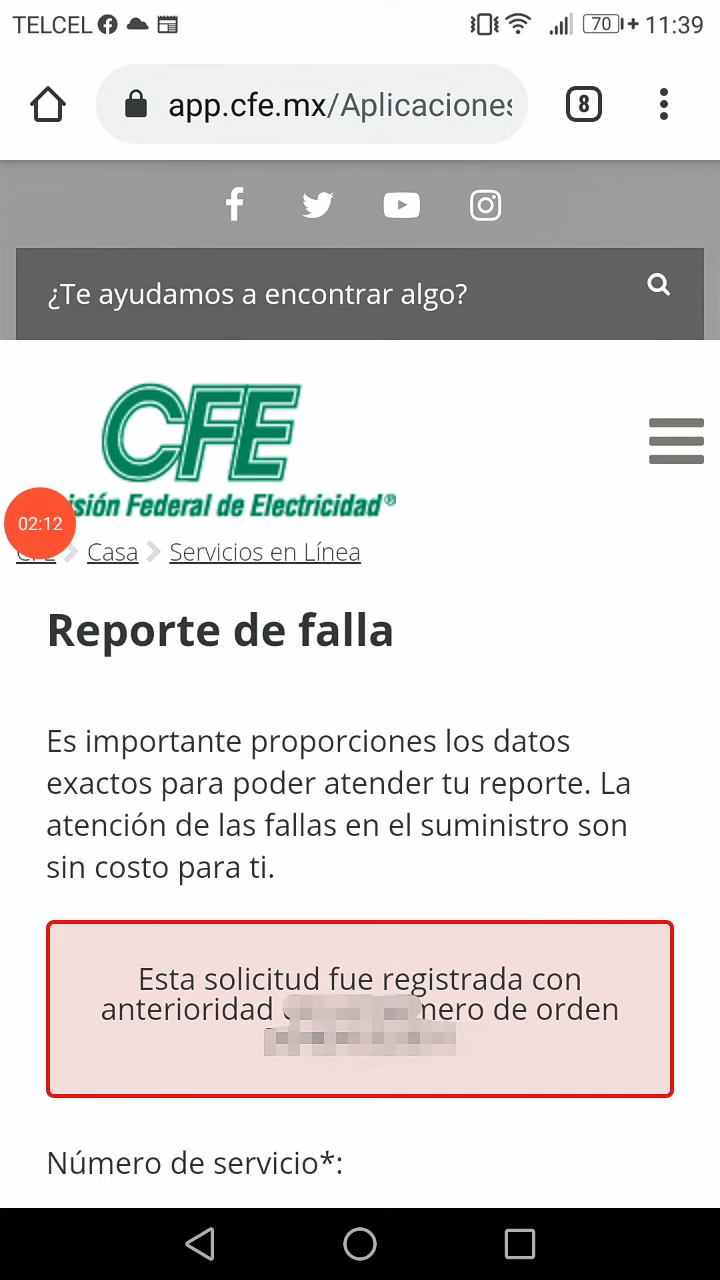 TELCEL 70 11:39
app.cfe.mx/Aplicaciones 8
¿Te ayudamos a encontrar algo?
CFE
Federal de Electricidad®
02:12
CFE Casa Servicios en Línea
Reporte de falla
Es importante proporciones los datos
exactos para poder atender tu reporte. La
atención de las fallas en el suministro son
sin costo para ti.
Esta solicitud fue registrada con
anterioridad de orden
Número de servicio*: